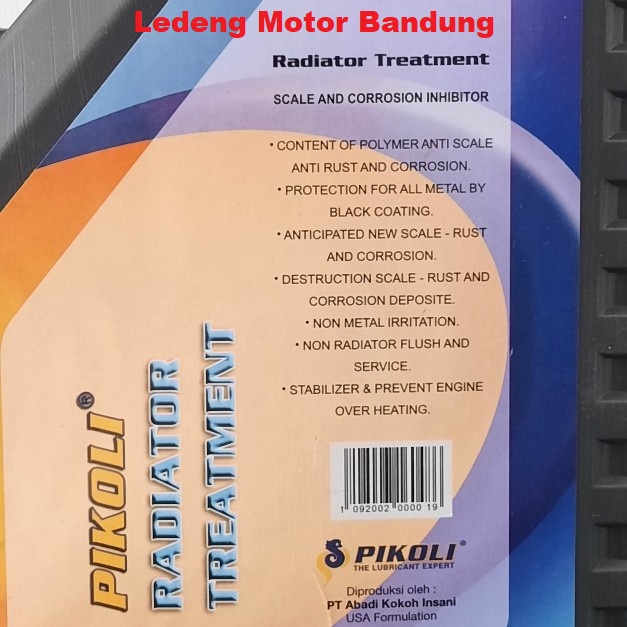 Ledeng Motor Bandung
Radiator Treatment
SCALE AND CORROSION INHIBITOR
• CONTENT OF POLYMER ANTI SCALE
ANTI RUST AND CORROSION.
• PROTECTION FOR ALL METAL BY
BLACK COATING.
• ANTICIPATED NEW SCALE - RUST
AND CORROSION.
• DESTRUCTION SCALE - RUST AND
CORROSION DEPOSITE.
• NON METAL IRRITATION.
• NON RADIATOR FLUSH AND
SERVICE.
• STABILIZER & PREVENT ENGINE
OVER HEATING.
PIKOLI®
RADIATOR
TREATMENT
1 092002 0000 19
PIKOLI®
THE LUBRICANT EXPERT
Diproduksi oleh :
PT Abadi Kokoh Insani
USA Formulation